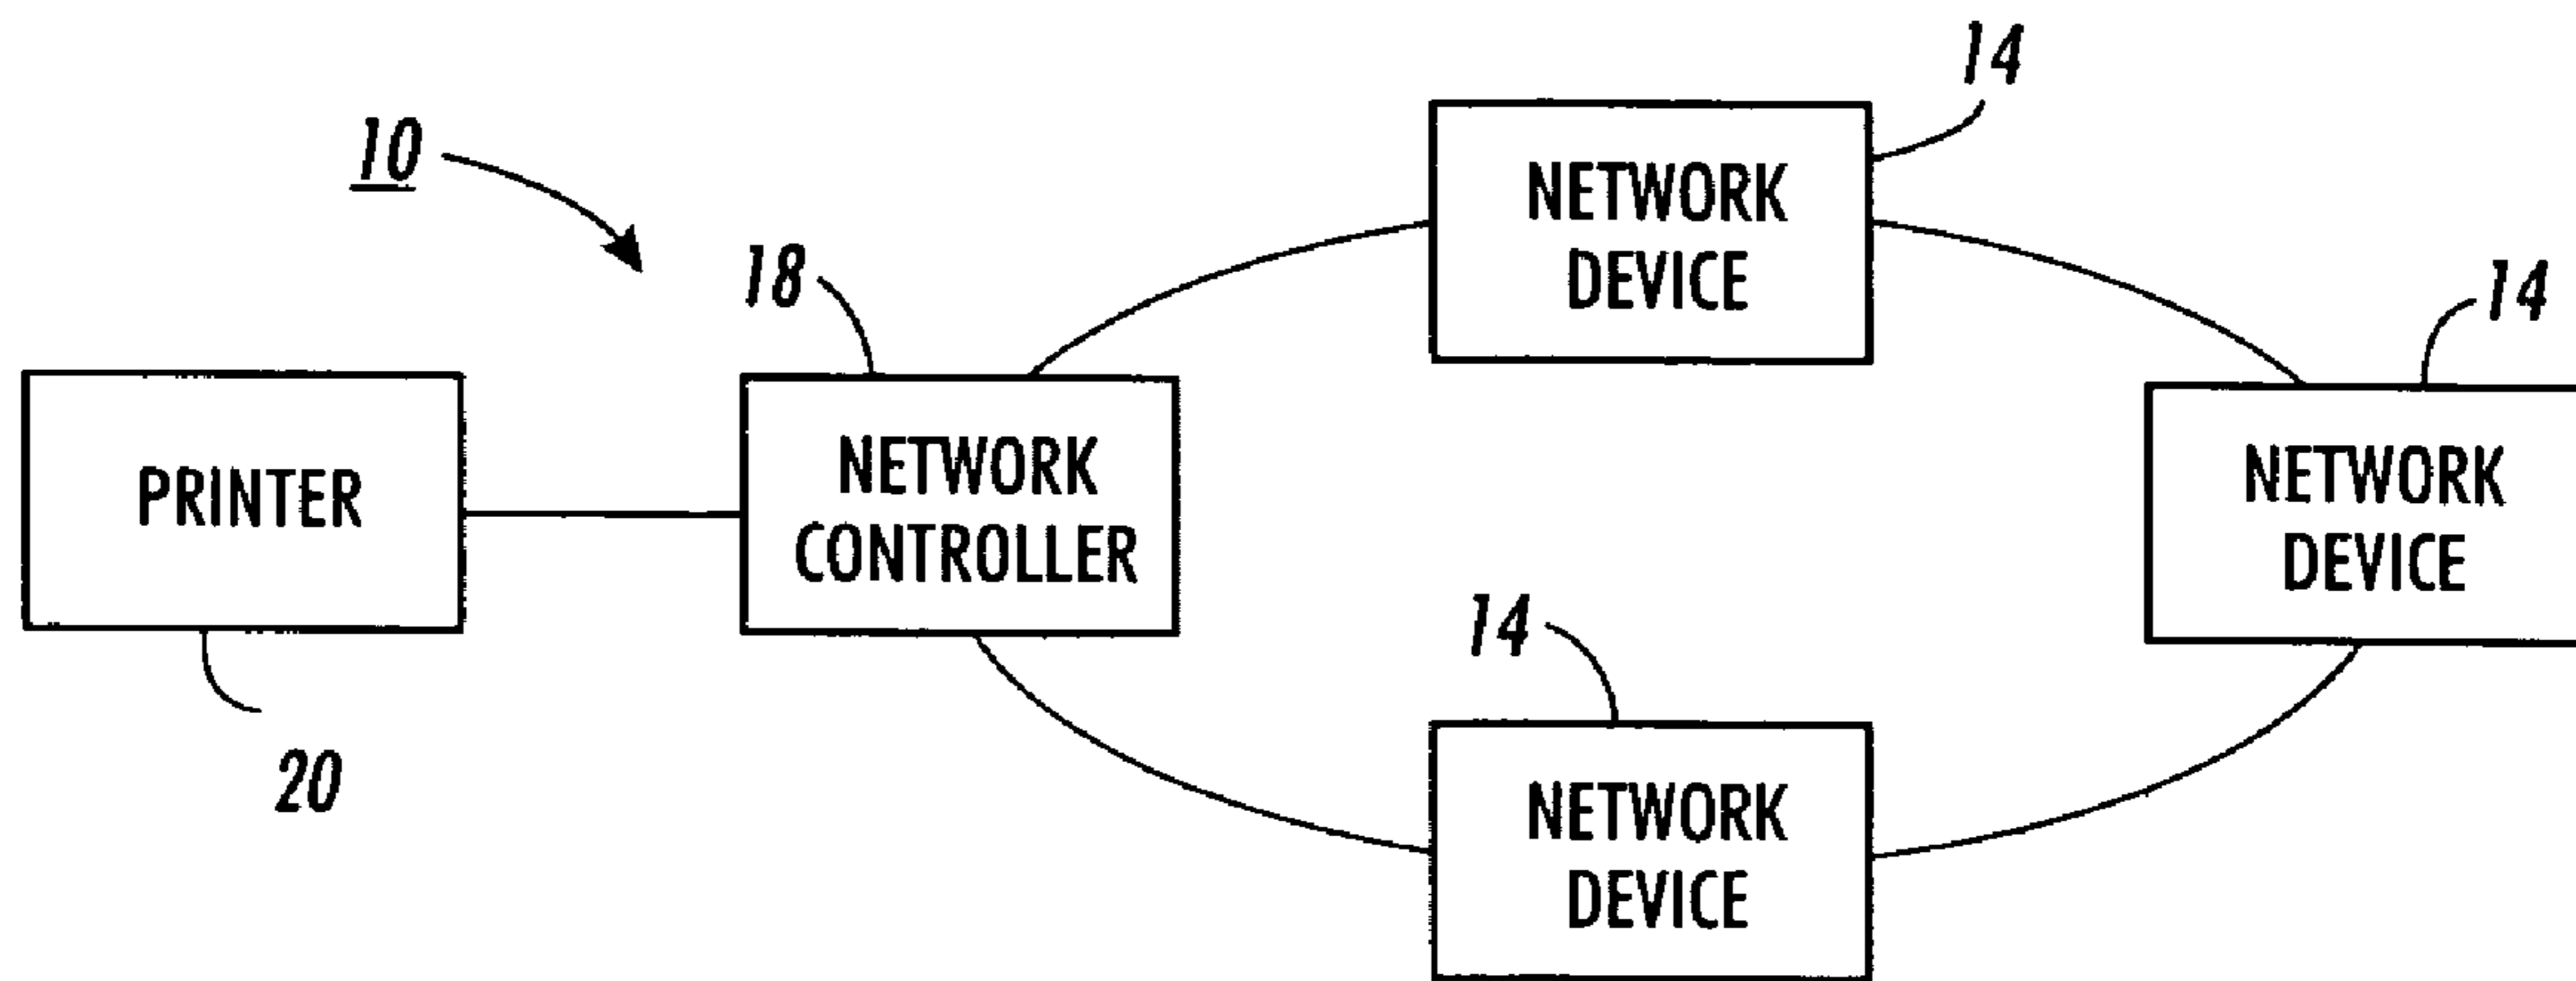 14
10
NETWORK
DEVICE
18
14
PRINTER
NETWORK
CONTROLLER
NETWORK
DEVICE
14
20
NETWORK
DEVICE